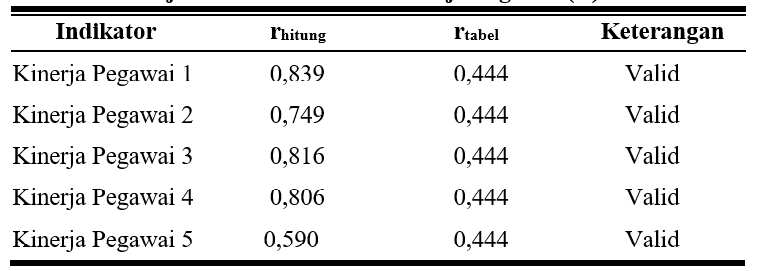 Indikator rhitung rtabel Keterangan
Kinerja Pegawai 1 0,839 0,444 Valid
Kinerja Pegawai 2 0,749 0,444 Valid
Kinerja Pegawai 3 0,816 0,444 Valid
Kinerja Pegawai 4 0,806 0,444 Valid
Kinerja Pegawai 5 0,590 0,444 Valid